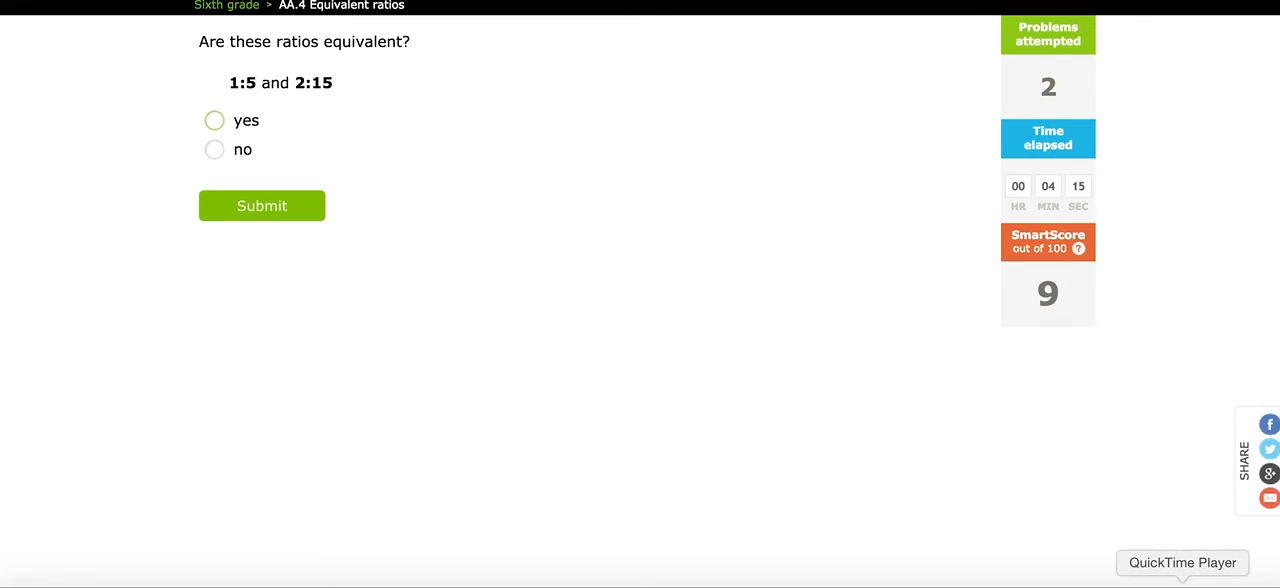 Sixth grade > AA.4 Equivalent ratios
Are these ratios equivalent?
1:5 and 2:15
yes
no
Submit
Problems
attempted
2
Time
elapsed
00 04 15
HR MIN SEC
SmartScore
out of 100 ?
9
SHARE
f
g+
QuickTime Player